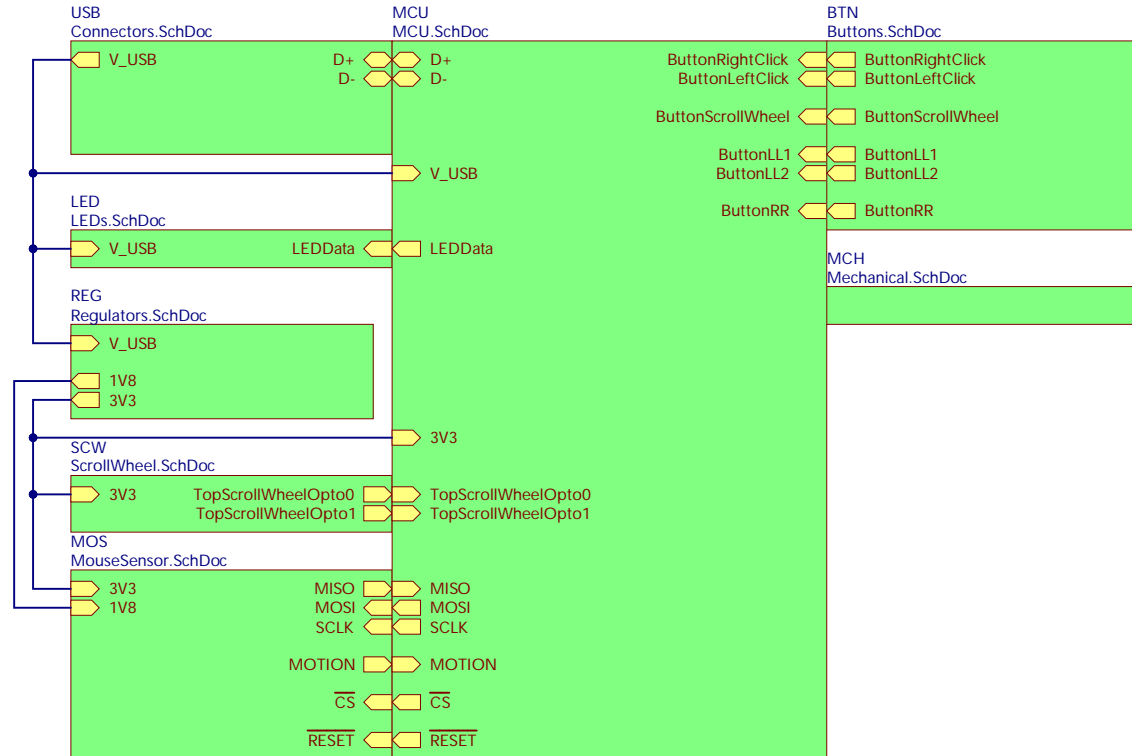 USB
Connectors.SchDoc
V_USB
D+
D-
MCU
MCU.SchDoc
D+
D-
V_USB
LEDData
3V3
TopScrollWheelOpto0
TopScrollWheelOpto1
MISO
MOSI
SCLK
MOTION
CS
RESET
ButtonRightClick
ButtonLeftClick
ButtonScrollWheel
ButtonLL1
ButtonLL2
ButtonRR
BTN
Buttons.SchDoc
ButtonRightClick
ButtonLeftClick
ButtonScrollWheel
ButtonLL1
ButtonLL2
ButtonRR
MCH
Mechanical.SchDoc
LED
LEDs.SchDoc
V_USB
LEDData
REG
Regulators.SchDoc
V_USB
1V8
3V3
SCW
ScrollWheel.SchDoc
3V3
TopScrollWheelOpto0
TopScrollWheelOpto1
MOS
MouseSensor.SchDoc
3V3
1V8
MISO
MOSI
SCLK
MOTION
CS
RESET